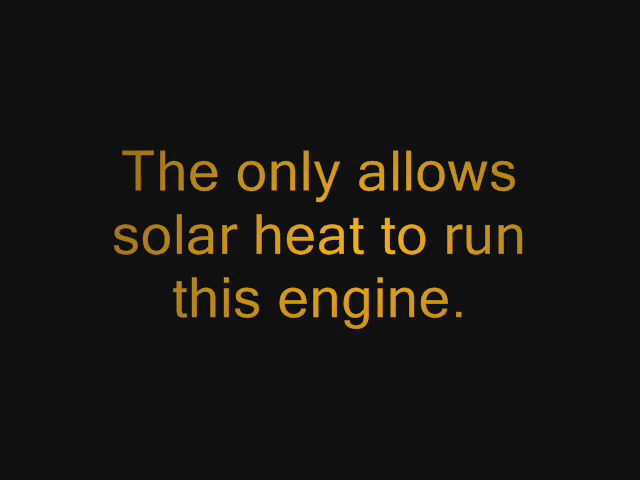 The only allows
solar heat to run
this engine.